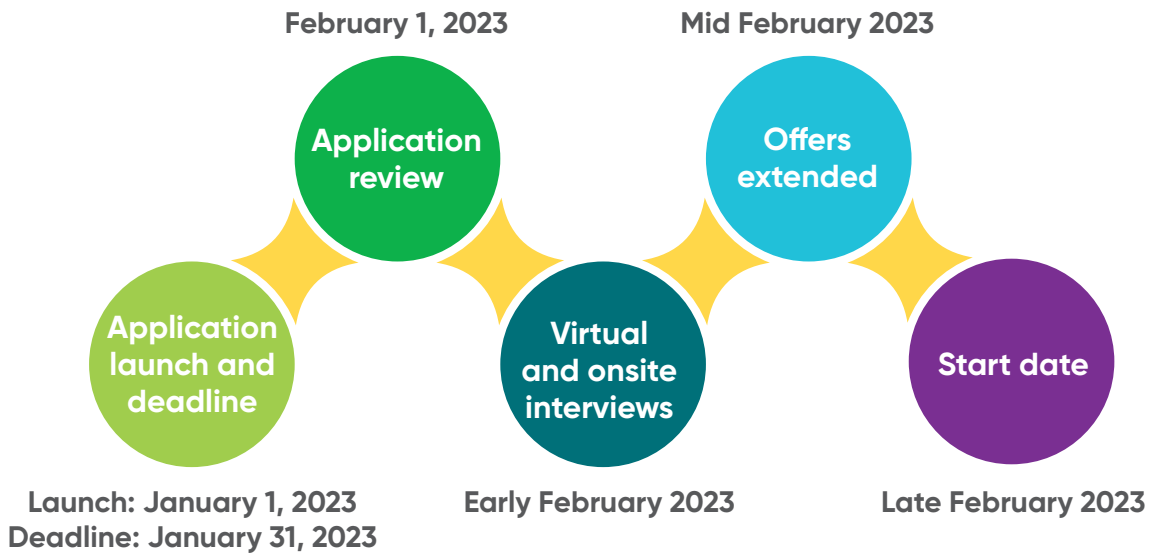 February 1, 2023
Mid February 2023
Application
review
Offers
extended
Application
launch and
deadline
Virtual
and onsite
interviews
Start date
Launch: January 1, 2023
Deadline: January 31, 2023
Early February 2023
Late February 2023